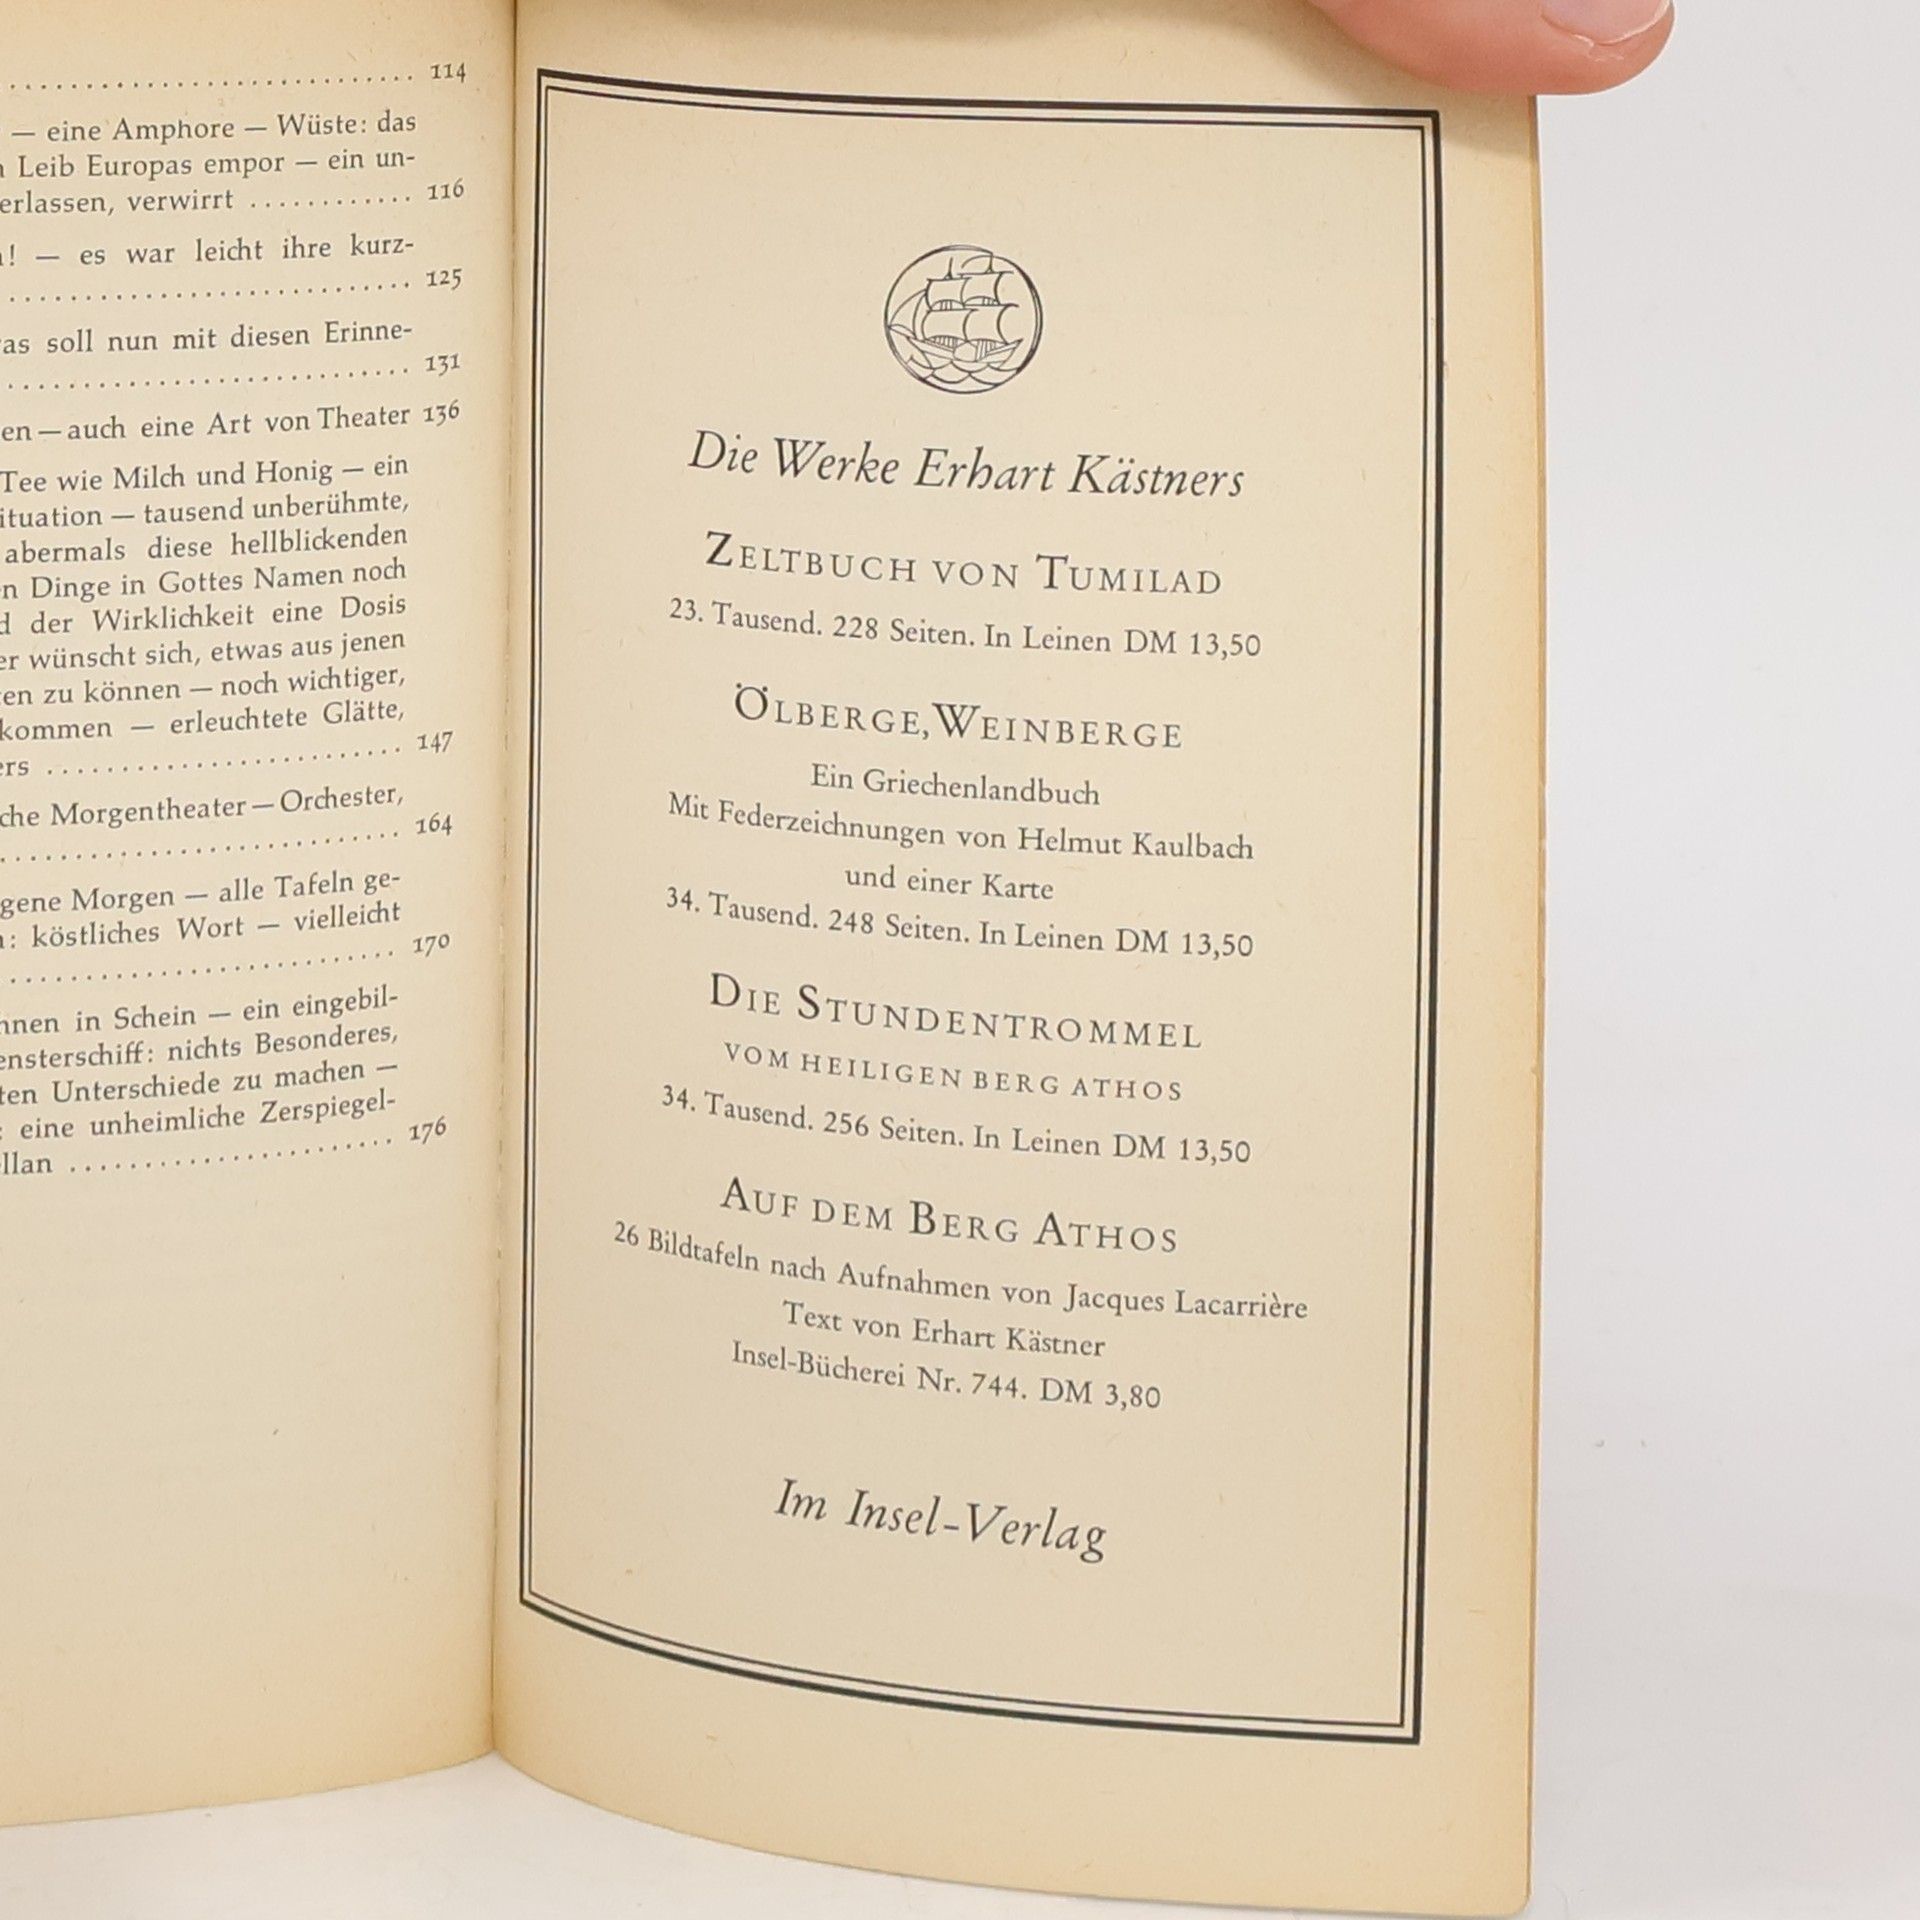 114
— eine Amphore — Wüste: das
Leib Europas empor — ein un-
erlassen, verwirrt ............ 116
! — es war leicht ihre kurz-
125
as soll nun mit diesen Erinne-
131
en — auch eine Art von Theater 136
Tee wie Milch und Honig — ein
ituation — tausend unberühmte,
abermals diese hellblickenden
n Dinge in Gottes Namen noch
d der Wirklichkeit eine Dosis
er wünscht sich, etwas aus jenen
en zu können — noch wichtiger,
kommen — erleuchtete Glätte,
ers ........................ 147
che Morgentheater — Orchester,
164
gene Morgen — alle Tafeln ge-
: köstliches Wort — vielleicht
170
nnen in Schein — ein eingebil-
ensterschiff: nichts Besonderes,
ten Unterschiede zu machen —
: eine unheimliche Zerspiegel-
llan ...................... 176
Die Werke Erhart Kästners
ZELTBUCH VON TUMILAD
23. Tausend. 228 Seiten. In Leinen DM 13,50
ÖLBERGE, WEINBERGE
Ein Griechenlandbuch
Mit Federzeichnungen von Helmut Kaulbach
und einer Karte
34. Tausend. 248 Seiten. In Leinen DM 13,50
DIE STUNDENTROMMEL
VOM HEILIGEN BERG ATHOS
34. Tausend. 256 Seiten. In Leinen DM 13,50
AUF DEM BERG ATHOS
26 Bildtafeln nach Aufnahmen von Jacques Lacarrière
Text von Erhart Kästner
Insel-Bücherei Nr. 744. DM 3,80
Im Insel-Verlag